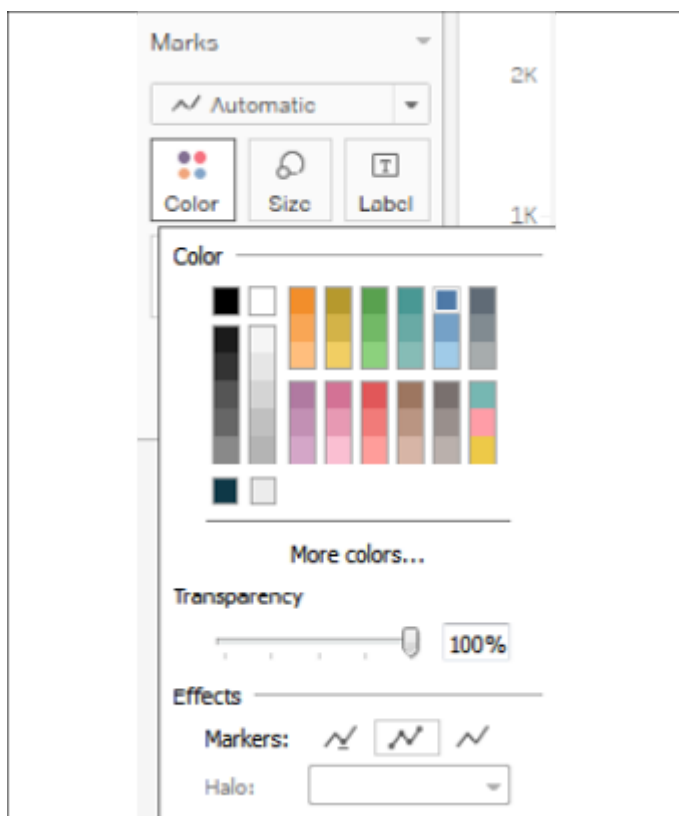 Marks
2K
Automatic
Color Size Label
T
1K
Color
More colors...
Transparency
100%
Effects
Markers:
Halo: